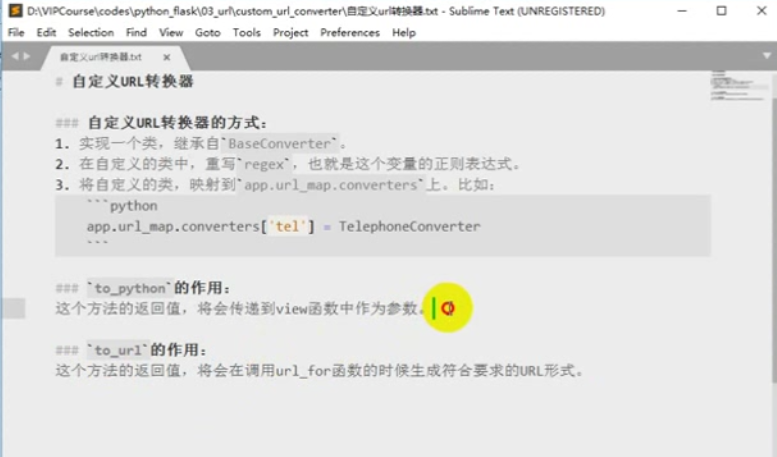 D:\VIPCourse\codes\python_flask\03_url\custom_url_converter\自定义url转换器.txt - Sublime Text (UNREGISTERED)
File Edit Selection Find View Goto Tools Project Preferences Help
自定义url转换器.txt
# 自定义URL转换器
### 自定义URL转换器的方式：
1. 实现一个类，继承自`BaseConverter`。
2. 在自定义的类中，重写`regex`，也就是这个变量的正则表达式。
3. 将自定义的类，映射到`app.url_map.converters`上。比如：
```python
app.url_map.converters['tel'] = TelephoneConverter
```
### `to_python`的作用：
这个方法的返回值，将会传递到view函数中作为参数。
### `to_url`的作用：
这个方法的返回值，将会在调用url_for函数的时候生成符合要求的URL形式。